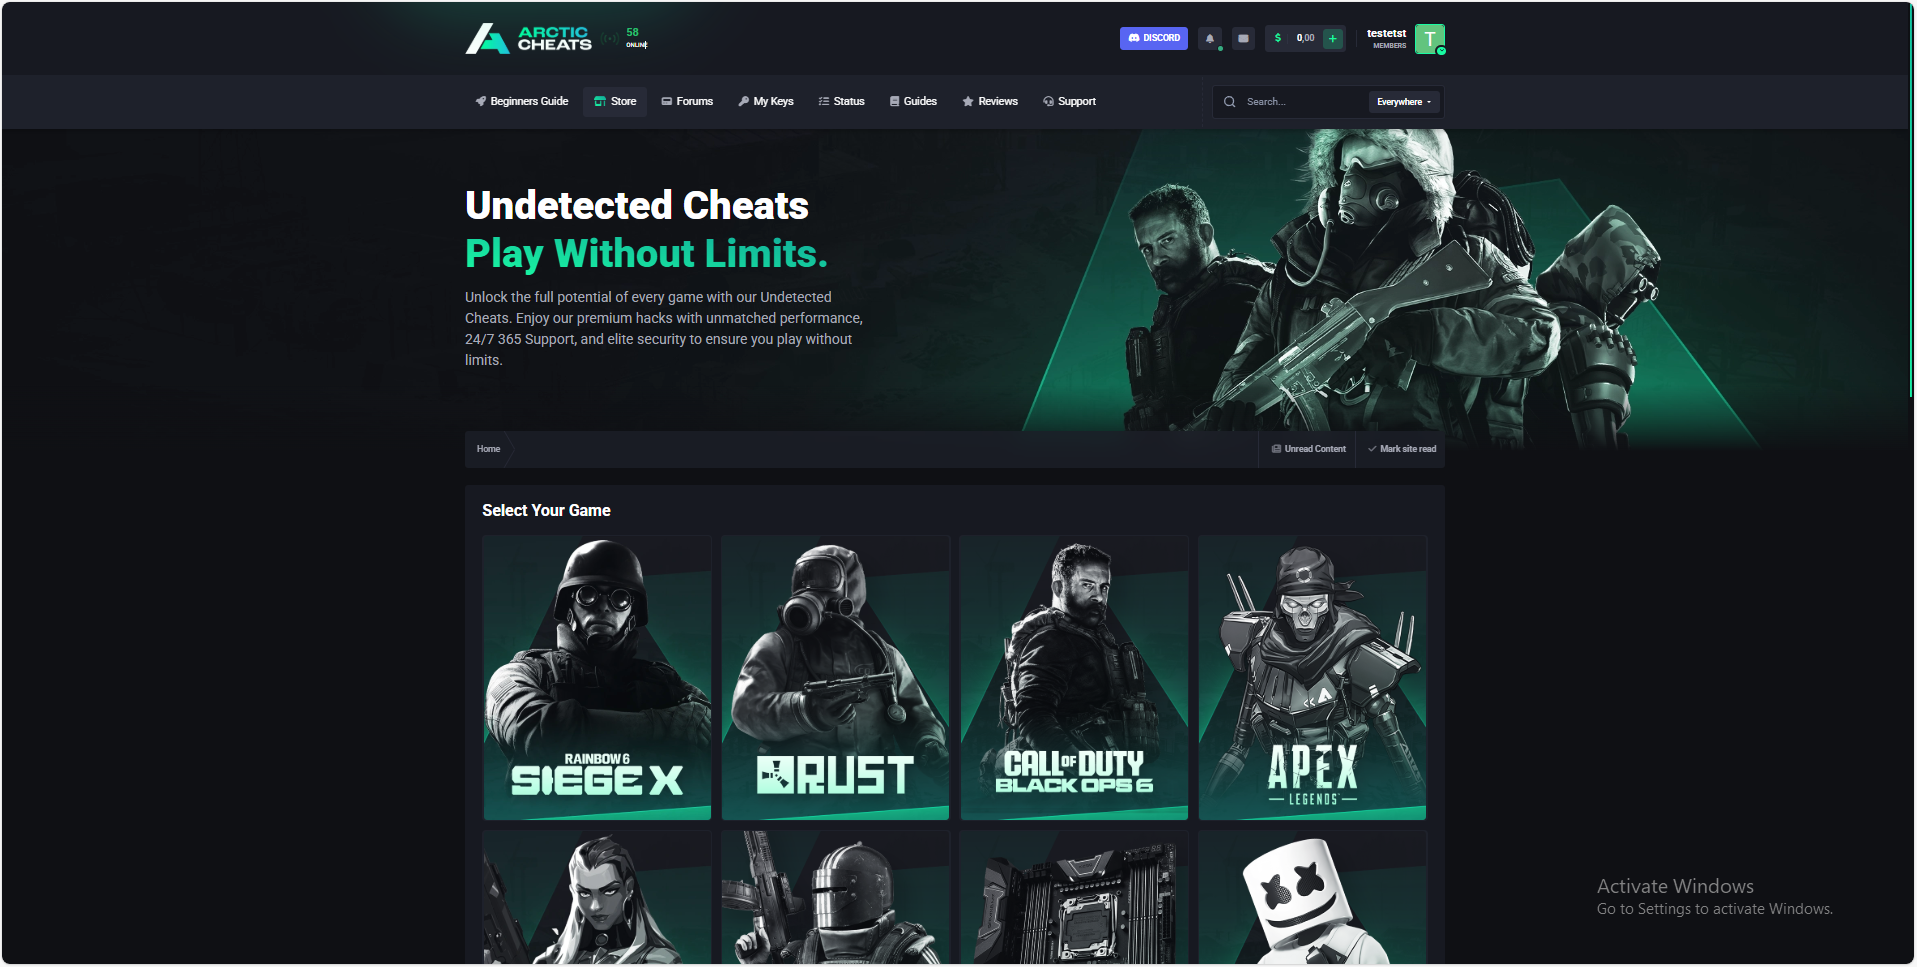 ARCTIC
CHEATS
58
ONLINE
DISCORD
$ 0,00 +
testetst
MEMBERS
T
Beginners Guide
Store
Forums
My Keys
Status
Guides
Reviews
Support
Search...
Everywhere
Undetected Cheats
Play Without Limits.
Unlock the full potential of every game with our Undetected
Cheats. Enjoy our premium hacks with unmatched performance,
24/7 365 Support, and elite security to ensure you play without
limits.
Home
Unread Content
Mark site read
Select Your Game
RAINBOW 6
SIEGE X
RUST
CALL OF DUTY
BLACK OPS 6
APEX
LEGENDS
Activate Windows
Go to Settings to activate Windows.